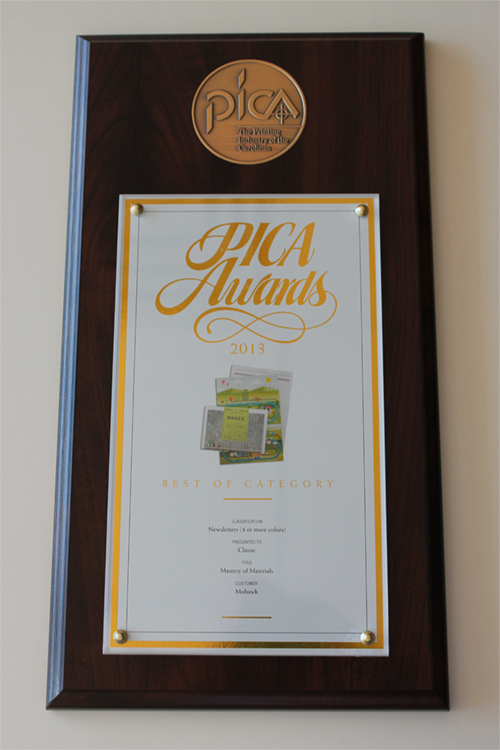 PICA
The Printing
Industry of the
Carolinas
PICA
Awards
2013
BEST OF CATEGORY
CLASSIFICATION
Newsletters (4 or more colors)
PRESENTED TO
Classic
TITLE
Mastery of Materials
CUSTOMER
Mohawk